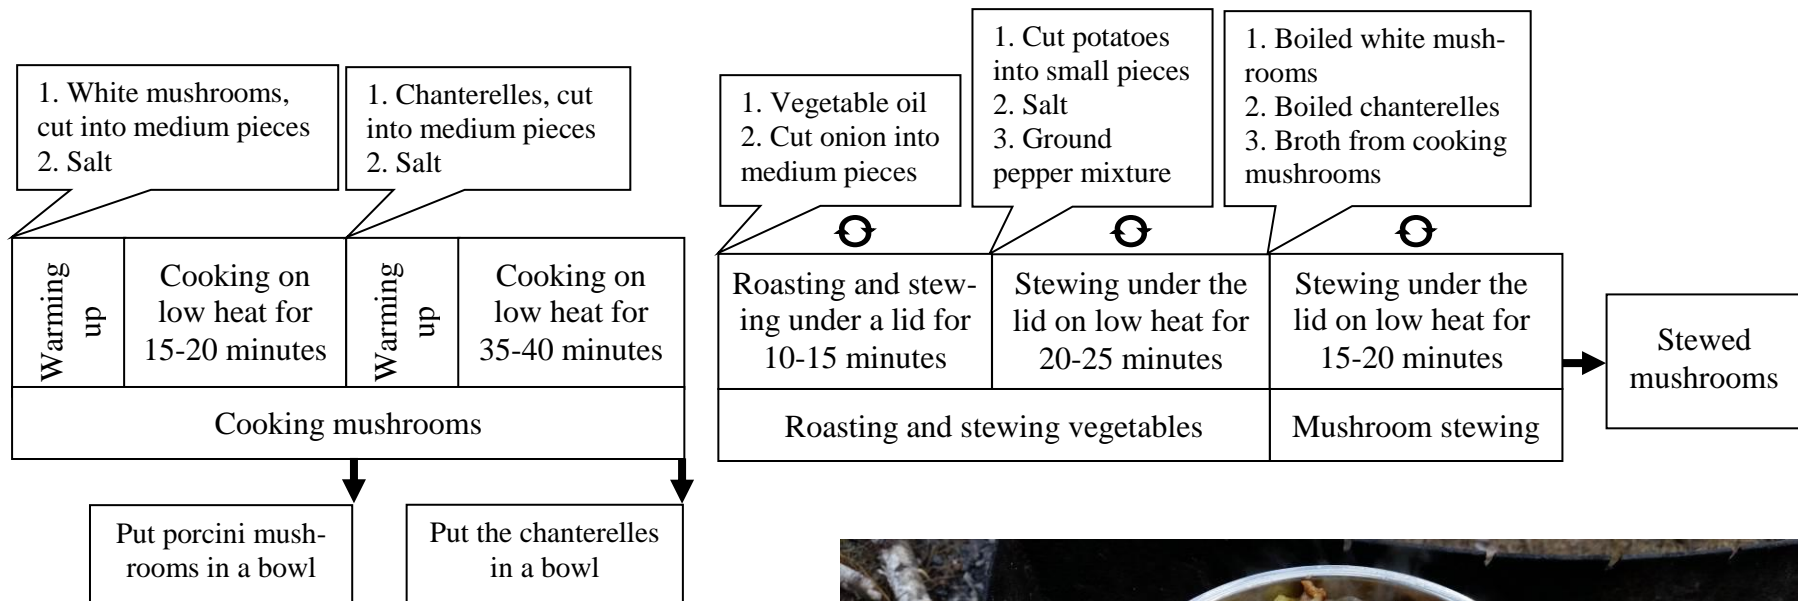 1. White mushrooms,
cut into medium pieces
2. Salt
1. Chanterelles, cut
into medium pieces
2. Salt
Warming
up
Cooking on
low heat for
15-20 minutes
Warming
up
Cooking on
low heat for
35-40 minutes
Cooking mushrooms
Put porcini mush-
rooms in a bowl
Put the chanterelles
in a bowl
1. Vegetable oil
2. Cut onion into
medium pieces
1. Cut potatoes
into small pieces
2. Salt
3. Ground
pepper mixture
1. Boiled white mush-
rooms
2. Boiled chanterelles
3. Broth from cooking
mushrooms
Roasting and stew-
ing under a lid for
10-15 minutes
Stewing under the
lid on low heat for
20-25 minutes
Stewing under the
lid on low heat for
15-20 minutes
Roasting and stewing vegetables
Mushroom stewing
Stewed
mushrooms